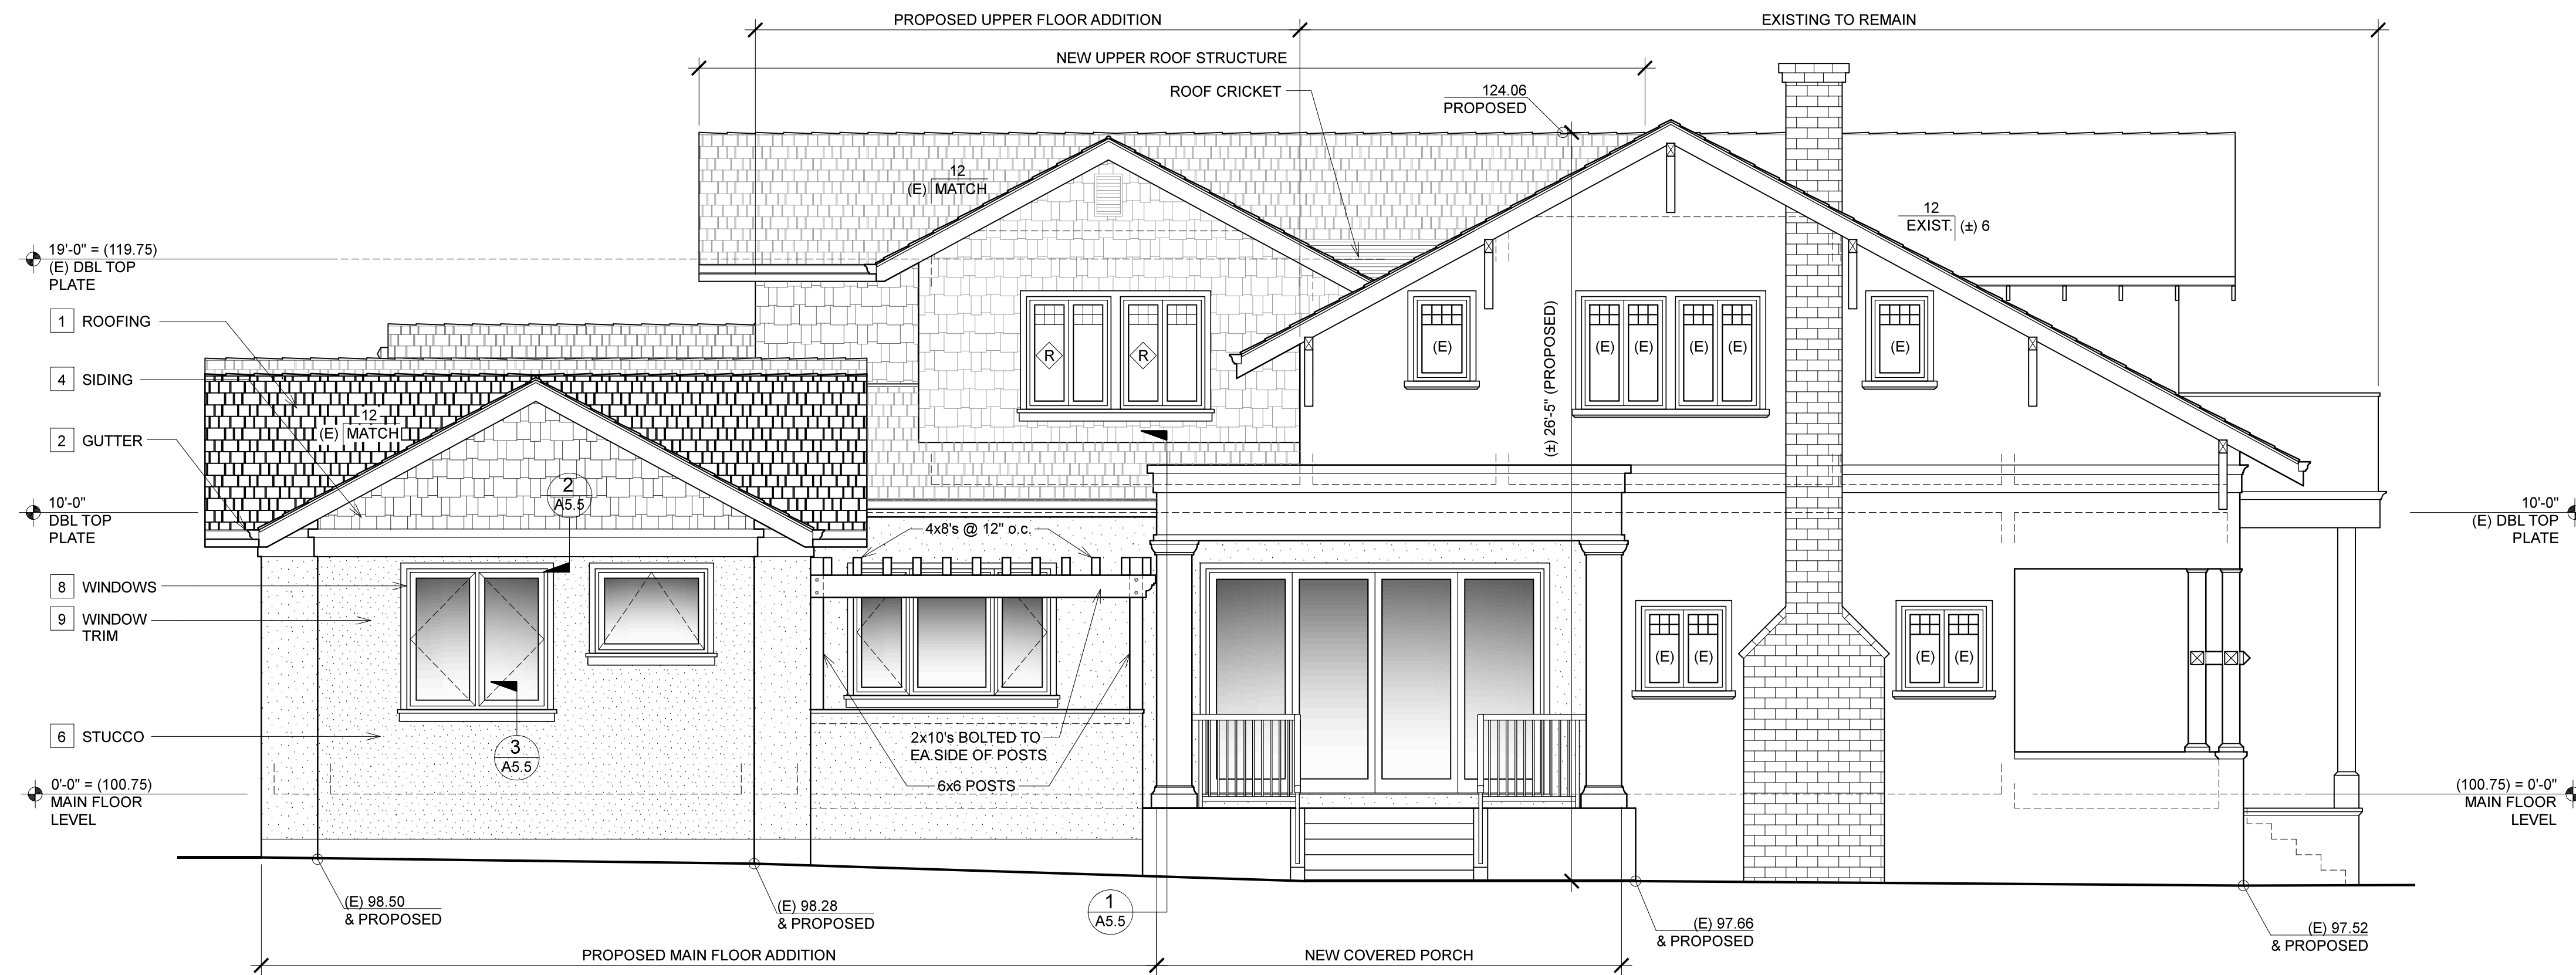 PROPOSED UPPER FLOOR ADDITION
EXISTING TO REMAIN
NEW UPPER ROOF STRUCTURE
ROOF CRICKET
124.06
PROPOSED
12
(E) MATCH
12
EXIST. (±) 6
19'-0" = (119.75)
(E) DBL TOP
PLATE
1 ROOFING
4 SIDING
2 GUTTER
10'-0"
DBL TOP
PLATE
8 WINDOWS
9 WINDOW
TRIM
6 STUCCO
0'-0" = (100.75)
MAIN FLOOR
LEVEL
12
(E) MATCH
2
A5.5
3
A5.5
R
R
(E)
(E)
(E)
(E)
(E)
(E)
(±) 26'-5" (PROPOSED)
4x8's @ 12" o.c.
2x10's BOLTED TO
EA.SIDE OF POSTS
6x6 POSTS
(E)
(E)
(E)
(E)
10'-0"
(E) DBL TOP
PLATE
(100.75) = 0'-0"
MAIN FLOOR
LEVEL
(E) 98.50
& PROPOSED
(E) 98.28
& PROPOSED
1
A5.5
(E) 97.66
& PROPOSED
(E) 97.52
& PROPOSED
PROPOSED MAIN FLOOR ADDITION
NEW COVERED PORCH